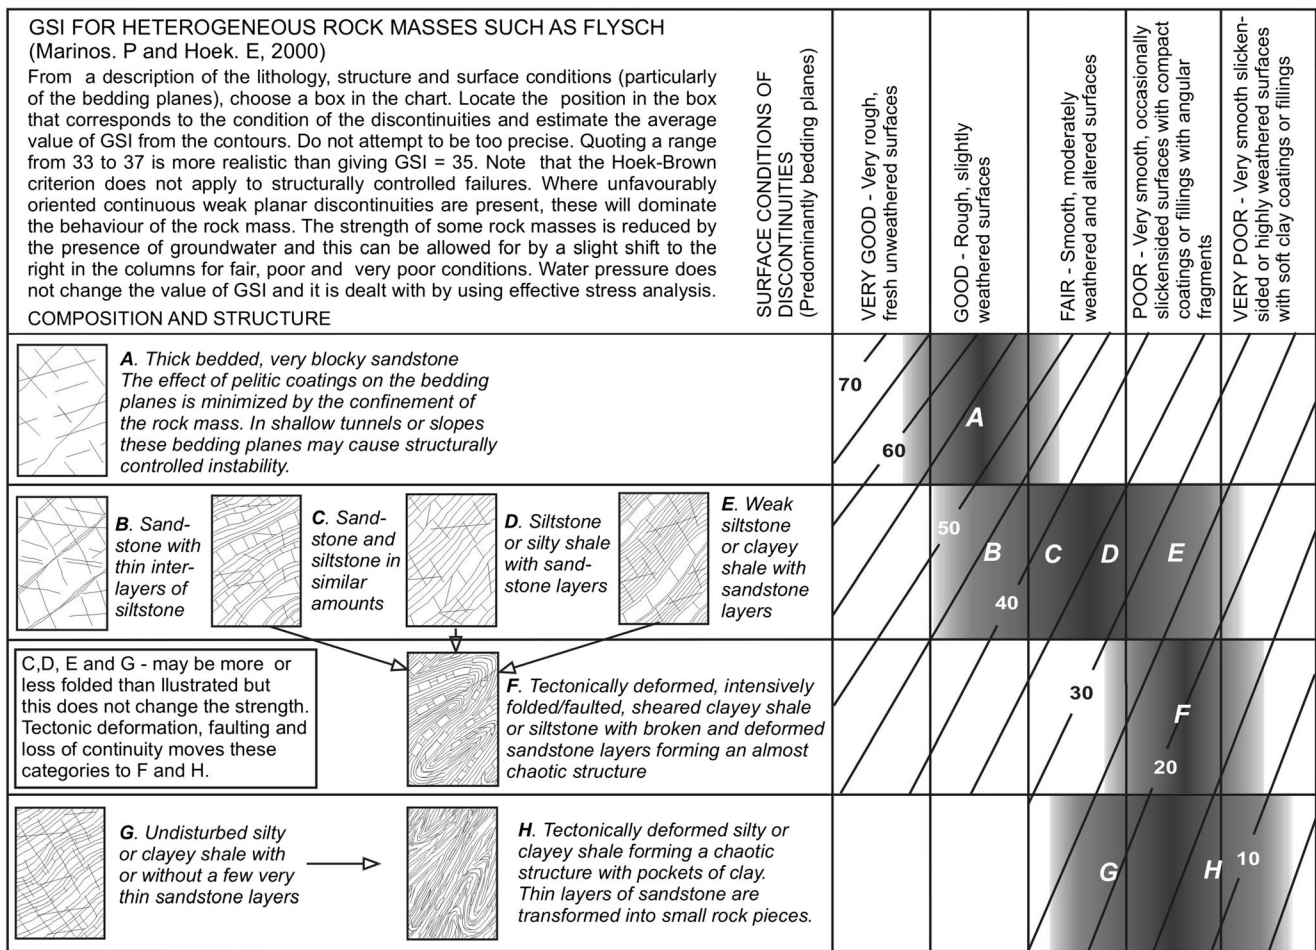 GSI FOR HETEROGENEOUS ROCK MASSES SUCH AS FLYSCH
(Marinos. P and Hoek. E, 2000)
From a description of the lithology, structure and surface conditions (particularly
of the bedding planes), choose a box in the chart. Locate the position in the box
that corresponds to the condition of the discontinuities and estimate the average
value of GSI from the contours. Do not attempt to be too precise. Quoting a range
from 33 to 37 is more realistic than giving GSI = 35. Note that the Hoek-Brown
criterion does not apply to structurally controlled failures. Where unfavourably
oriented continuous weak planar discontinuities are present, these will dominate
the behaviour of the rock mass. The strength of some rock masses is reduced by
the presence of groundwater and this can be allowed for by a slight shift to the
right in the columns for fair, poor and very poor conditions. Water pressure does
not change the value of GSI and it is dealt with by using effective stress analysis.
COMPOSITION AND STRUCTURE
SURFACE CONDITIONS OF
DISCONTINUITIES
(Predominantly bedding planes)
VERY GOOD - Very rough,
fresh unweathered surfaces
GOOD - Rough, slightly
weathered surfaces
FAIR - Smooth, moderately
weathered and altered surfaces
POOR - Very smooth, occasionally
slickensided surfaces with compact
coatings or fillings with angular
fragments
VERY POOR - Very smooth slicken-
sided or highly weathered surfaces
with soft clay coatings or fillings
A. Thick bedded, very blocky sandstone
The effect of pelitic coatings on the bedding
planes is minimized by the confinement of
the rock mass. In shallow tunnels or slopes
these bedding planes may cause structurally
controlled instability.
70
60
A
B. Sand-
stone with
thin inter-
layers of
siltstone
C. Sand-
stone and
siltstone in
similar
amounts
D. Siltstone
or silty shale
with sand-
stone layers
E. Weak
siltstone
or clayey
shale with
sandstone
layers
50
B
C
D
E
40
C,D, E and G - may be more or
less folded than llustrated but
this does not change the strength.
Tectonic deformation, faulting and
loss of continuity moves these
categories to F and H.
F. Tectonically deformed, intensively
folded/faulted, sheared clayey shale
or siltstone with broken and deformed
sandstone layers forming an almost
chaotic structure
30
F
20
G. Undisturbed silty
or clayey shale with
or without a few very
thin sandstone layers
H. Tectonically deformed silty or
clayey shale forming a chaotic
structure with pockets of clay.
Thin layers of sandstone are
transformed into small rock pieces.
G
H
10